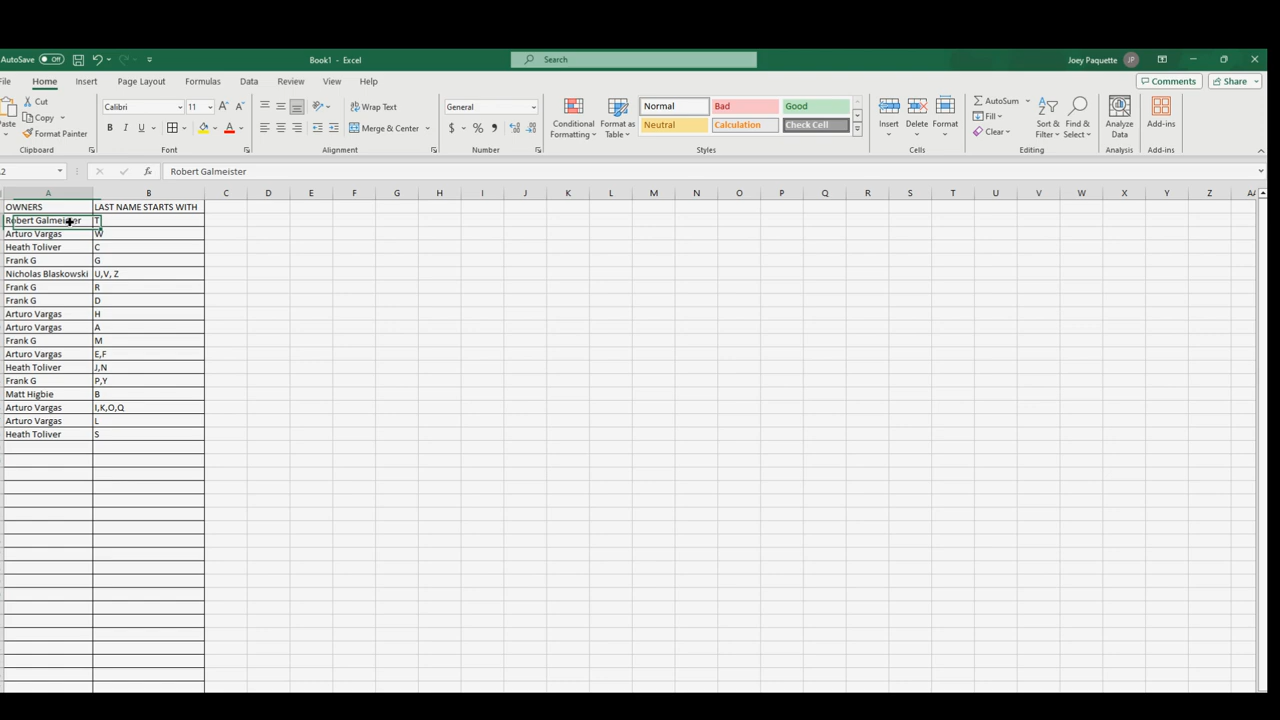 AutoSave Off Book1 - Excel Search Joey Paquette JP
File Home Insert Page Layout Formulas Data Review View Help Comments Share
Paste Cut Copy Format Painter
Calibri 11 A A B I U A
Wrap Text Merge & Center
General $ % ,
Conditional Formatting Format as Table
Normal Bad Good
Neutral Calculation Check Cell
Insert Delete Format
AutoSum Fill Clear
Sort & Filter Find & Select
Analyze Data
Add-ins
Clipboard Font Alignment Number Styles Cells Editing Analysis Add-ins
A2 fx Robert Galmeister
A B C D E F G H I J K L M N O P Q R S T U V W X Y Z AA
OWNERS LAST NAME STARTS WITH
Robert Galmeister T
Arturo Vargas W
Heath Toliver C
Frank G G
Nicholas Blaskowski U,V, Z
Frank G R
Frank G D
Arturo Vargas H
Arturo Vargas A
Frank G M
Arturo Vargas E,F
Heath Toliver J,N
Frank G P,Y
Matt Higbie B
Arturo Vargas I,K,O,Q
Arturo Vargas L
Heath Toliver S